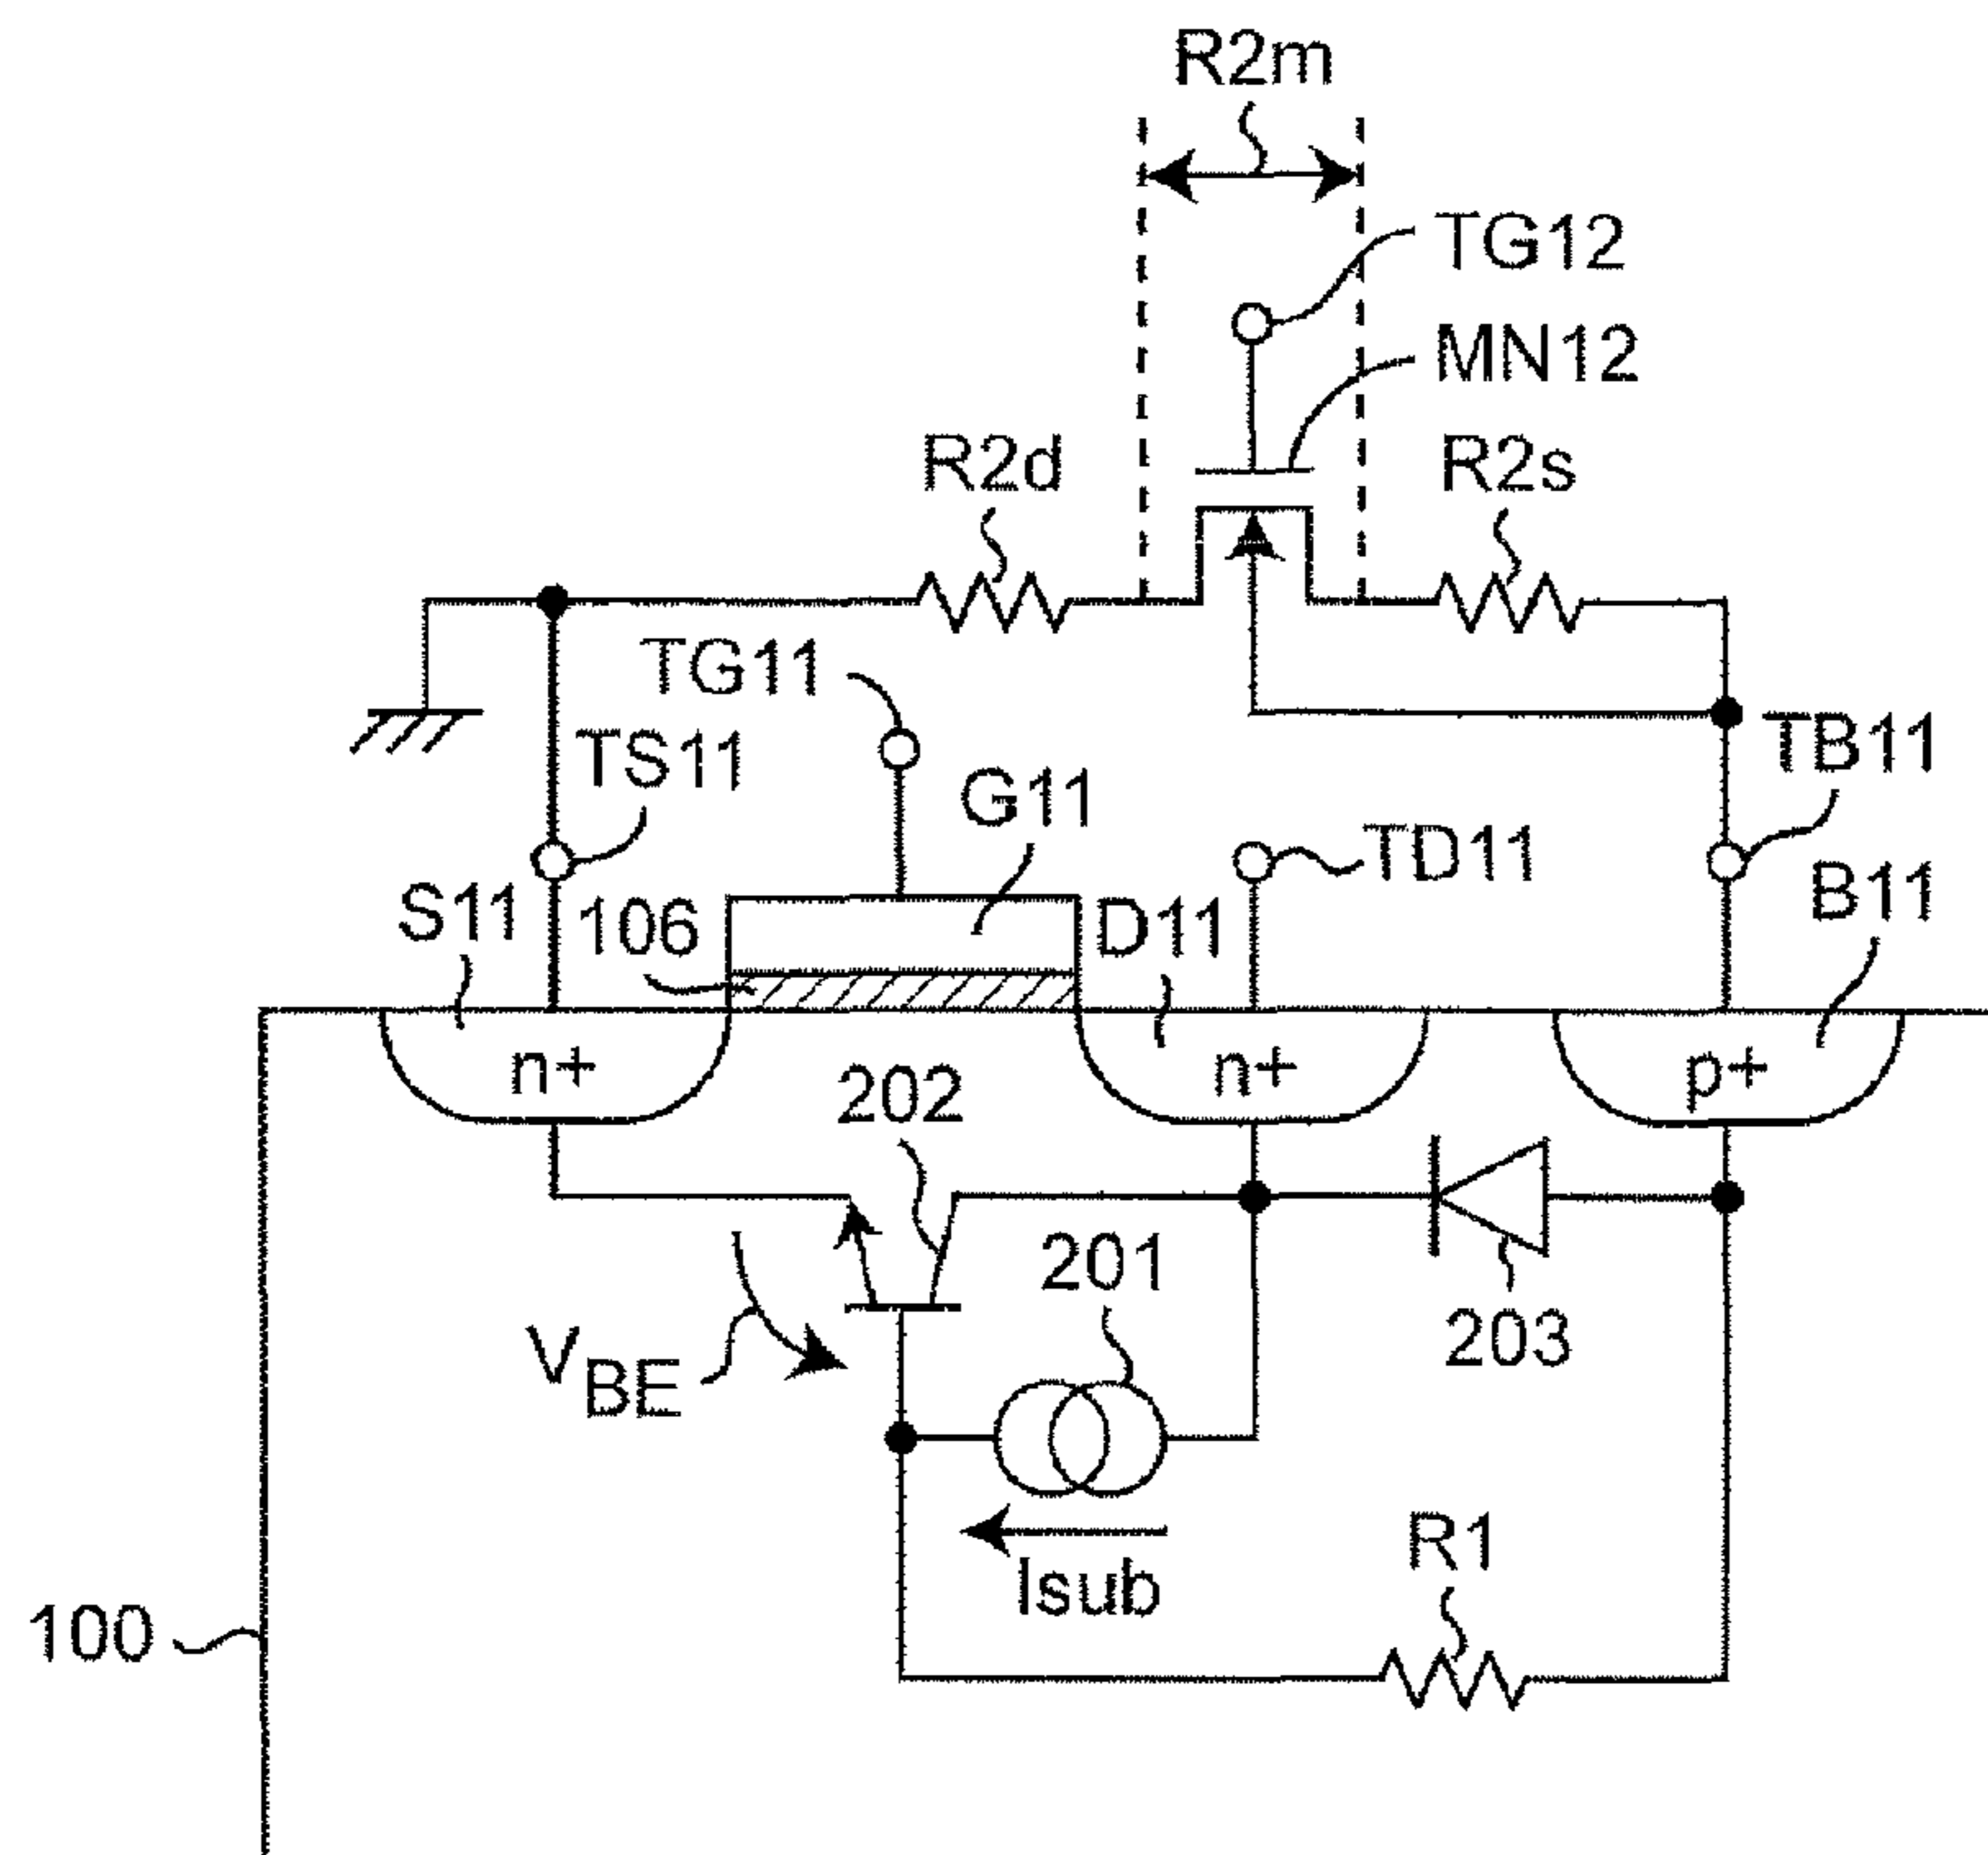 R2m
TG12
MN12
R2d
R2s
TG11
TS11
G11
TB11
TD11
S11
106
D11
B11
n+
n+
p+
202
201
203
VBE
Isub
R1
100